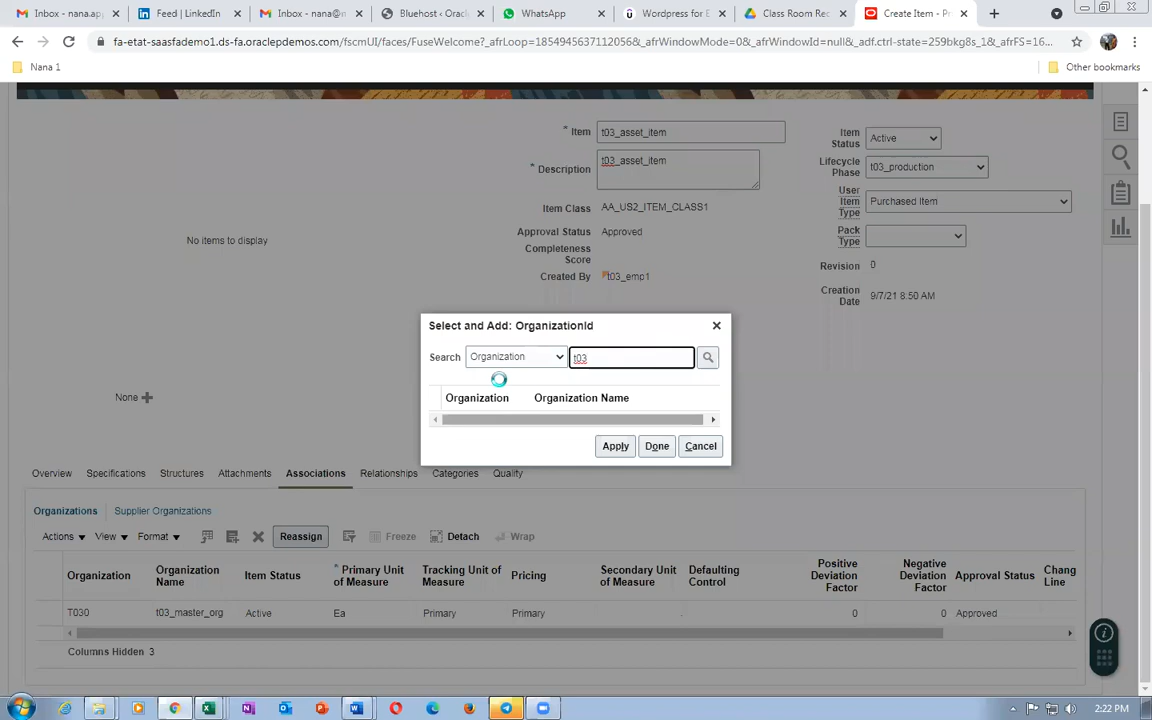 Inbox - nana.ap
Feed | LinkedIn
Inbox - nana@
Bluehost ‹ Orac
WhatsApp
Wordpress for E
Class Room Rec
Create Item - Pr
fa-etat-saasfademo1.ds-fa.oraclepdemos.com/fscmUI/faces/FuseWelcome?_afrLoop=18549456371120568&_afrWindowMode=0&_afrWindowId=null&_adf.ctrl-state=259bkg8s_1&_afrFS=16...
Nana 1
Other bookmarks
* Item t03_asset_item
* Description t03_asset_item
Item Class AA_US2_ITEM_CLASS1
Approval Status Approved
Completeness
Score
Created By t03_emp1
Item
Status Active
Lifecycle
Phase t03_production
User
Item
Type Purchased Item
Pack
Type
Revision 0
Creation
Date 9/7/21 8:50 AM
No items to display
None
Select and Add: OrganizationId
Search Organization t03
Organization Organization Name
Apply Done Cancel
Overview Specifications Structures Attachments Associations Relationships Categories Quality
Organizations Supplier Organizations
Actions View Format Reassign Freeze Detach Wrap
Organization
Organization
Name
Item Status
* Primary Unit
of Measure
Tracking Unit of
Measure
Pricing
Secondary Unit
of Measure
Defaulting
Control
Positive
Deviation
Factor
Negative
Deviation
Factor
Approval Status
Chang
Line
T030 t03_master_org Active Ea Primary Primary 0 0 Approved
Columns Hidden 3
2:22 PM